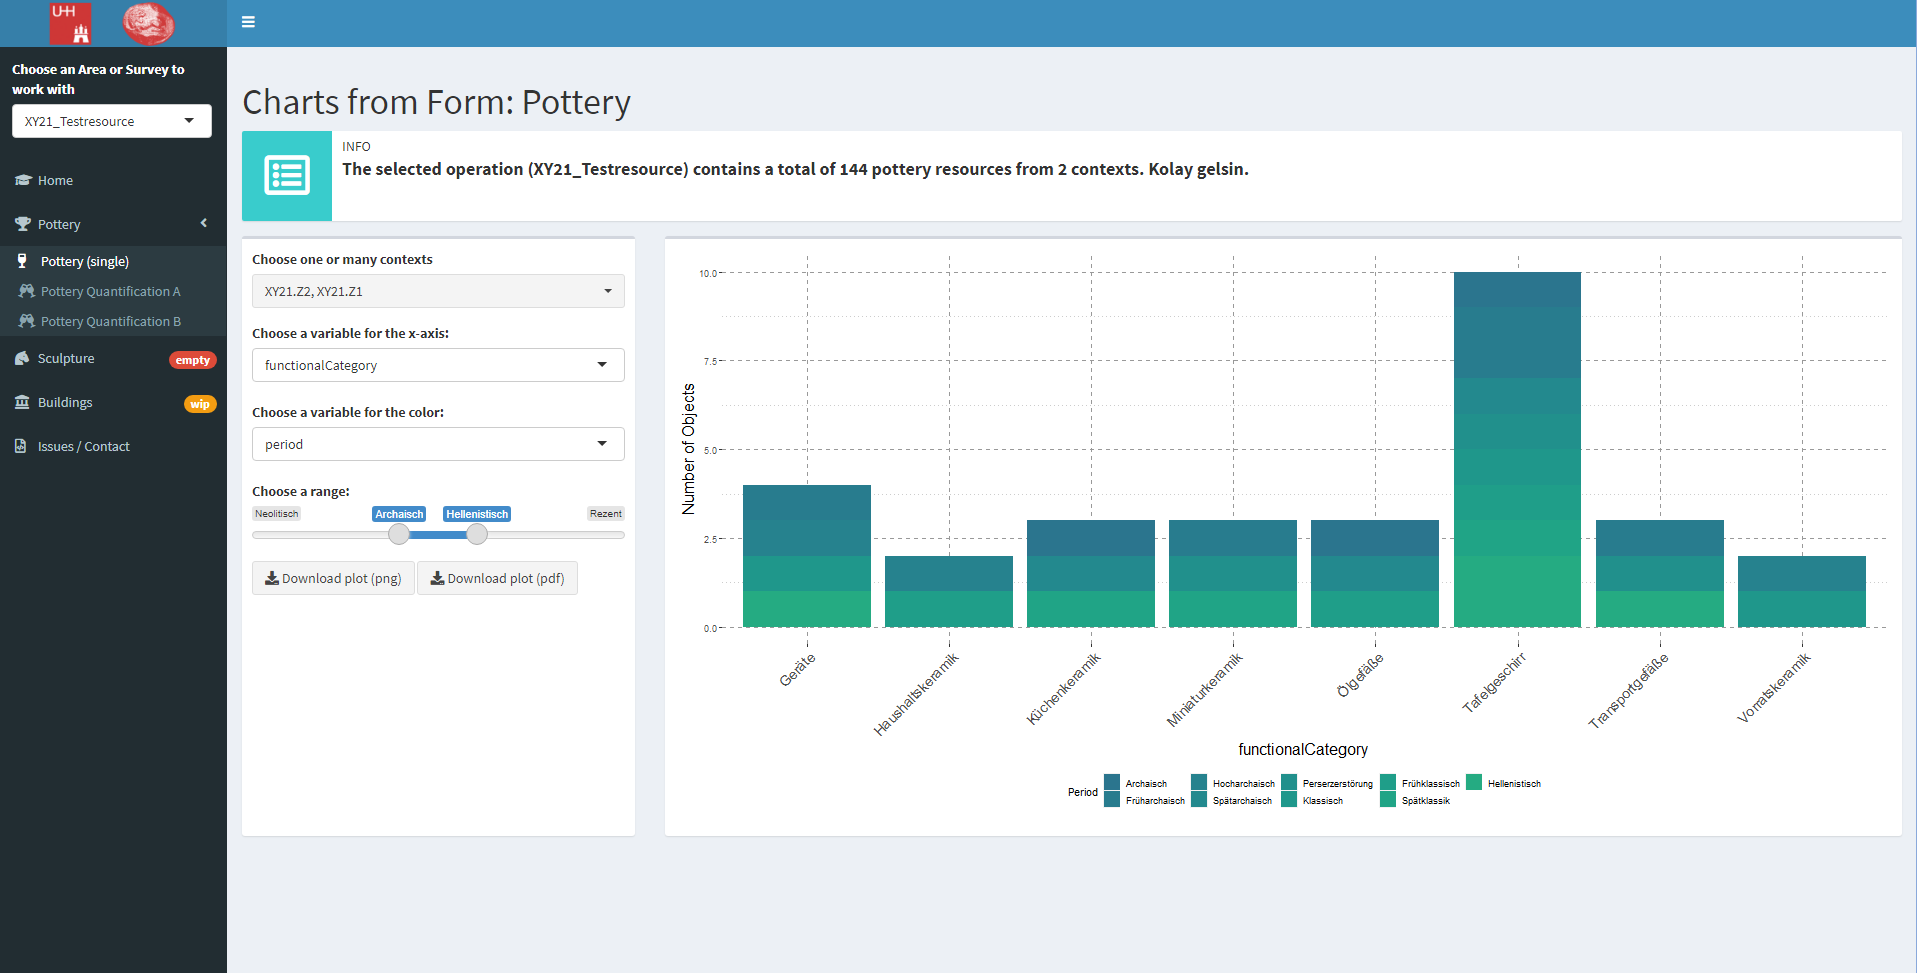 U+H
Choose an Area or Survey to
work with
XY21_Testresource
Home
Pottery
Pottery (single)
Pottery Quantification A
Pottery Quantification B
Sculpture empty
Buildings wip
Issues / Contact
Charts from Form: Pottery
INFO
The selected operation (XY21_Testresource) contains a total of 144 pottery resources from 2 contexts. Kolay gelsin.
Choose one or many contexts
XY21.Z2, XY21.Z1
Choose a variable for the x-axis:
functionalCategory
Choose a variable for the color:
period
Choose a range:
Neolitisch Archaisch Hellenistisch Rezent
Download plot (png) Download plot (pdf)
Number of Objects
10.0
7.5
5.0
2.5
0.0
Geräte
Haushaltskeramik
Küchenkeramik
Miniaturkeramik
Ölgefäße
Tafelgeschirr
Transportgefäße
Vorratskeramik
functionalCategory
Period
Archaisch Hocharchaisch Perserzerstörung Frühklassisch Hellenistisch
Früharchaisch Spätarchaisch Klassisch Spätklassik